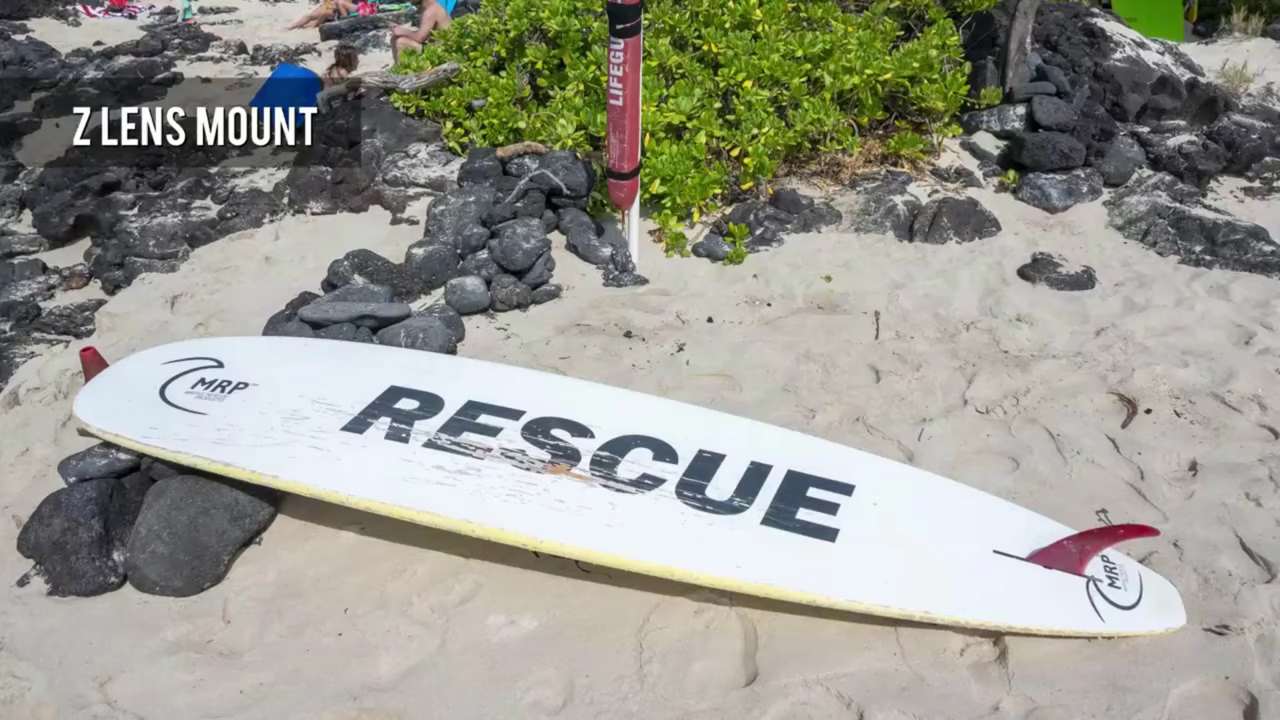 Z LENS MOUNT
LIFEGU
MRP
RESCUE
MRP